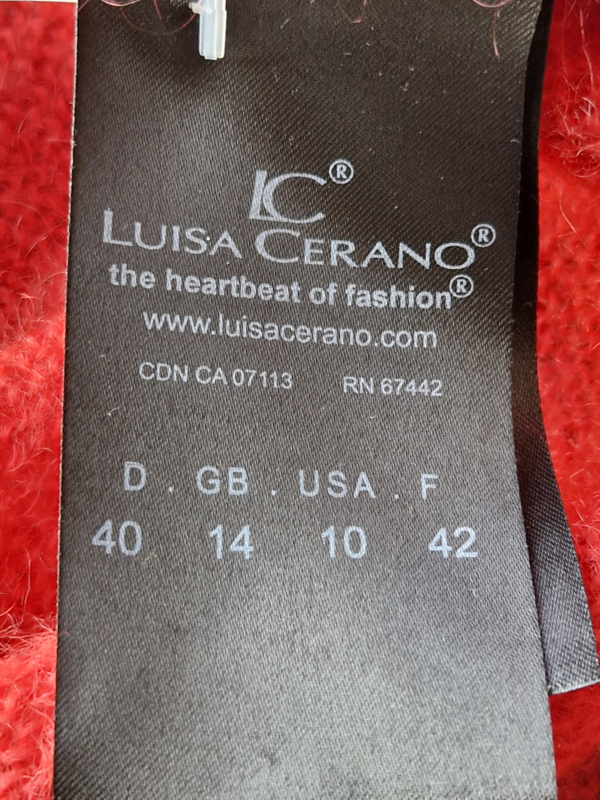 LC®
LUISA CERANO®
the heartbeat of fashion®
www.luisacerano.com
CDN CA 07113 RN 67442
D . GB . USA . F
40 14 10 42